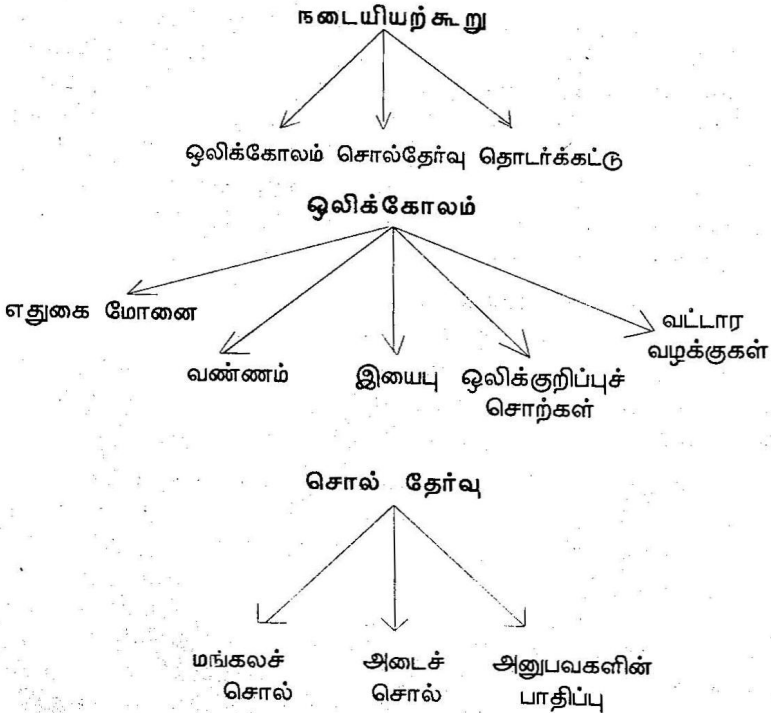 நடையியற்கூறு
ஒலிக்கோலம் சொல்தேர்வு தொடர்க்கட்டு
ஒலிக்கோலம்
எதுகை மோனை
வண்ணம்
இயைபு
ஒலிக்குறிப்புச்
சொற்கள்
வட்டார
வழக்குகள்
சொல் தேர்வு
மங்கலச்
சொல்
அடைச்
சொல்
அனுபவகளின்
பாதிப்பு